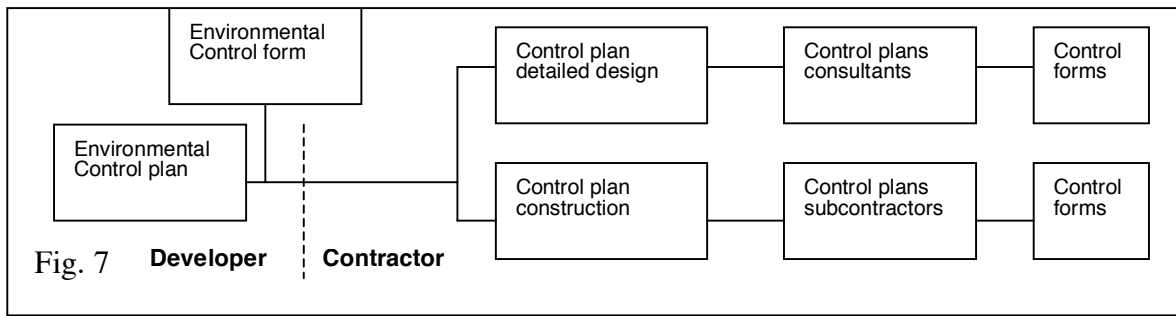 Environmental
Control form
Environmental
Control plan
Control plan
detailed design
Control plans
consultants
Control
forms
Control plan
construction
Control plans
subcontractors
Control
forms
Fig. 7
Developer
Contractor